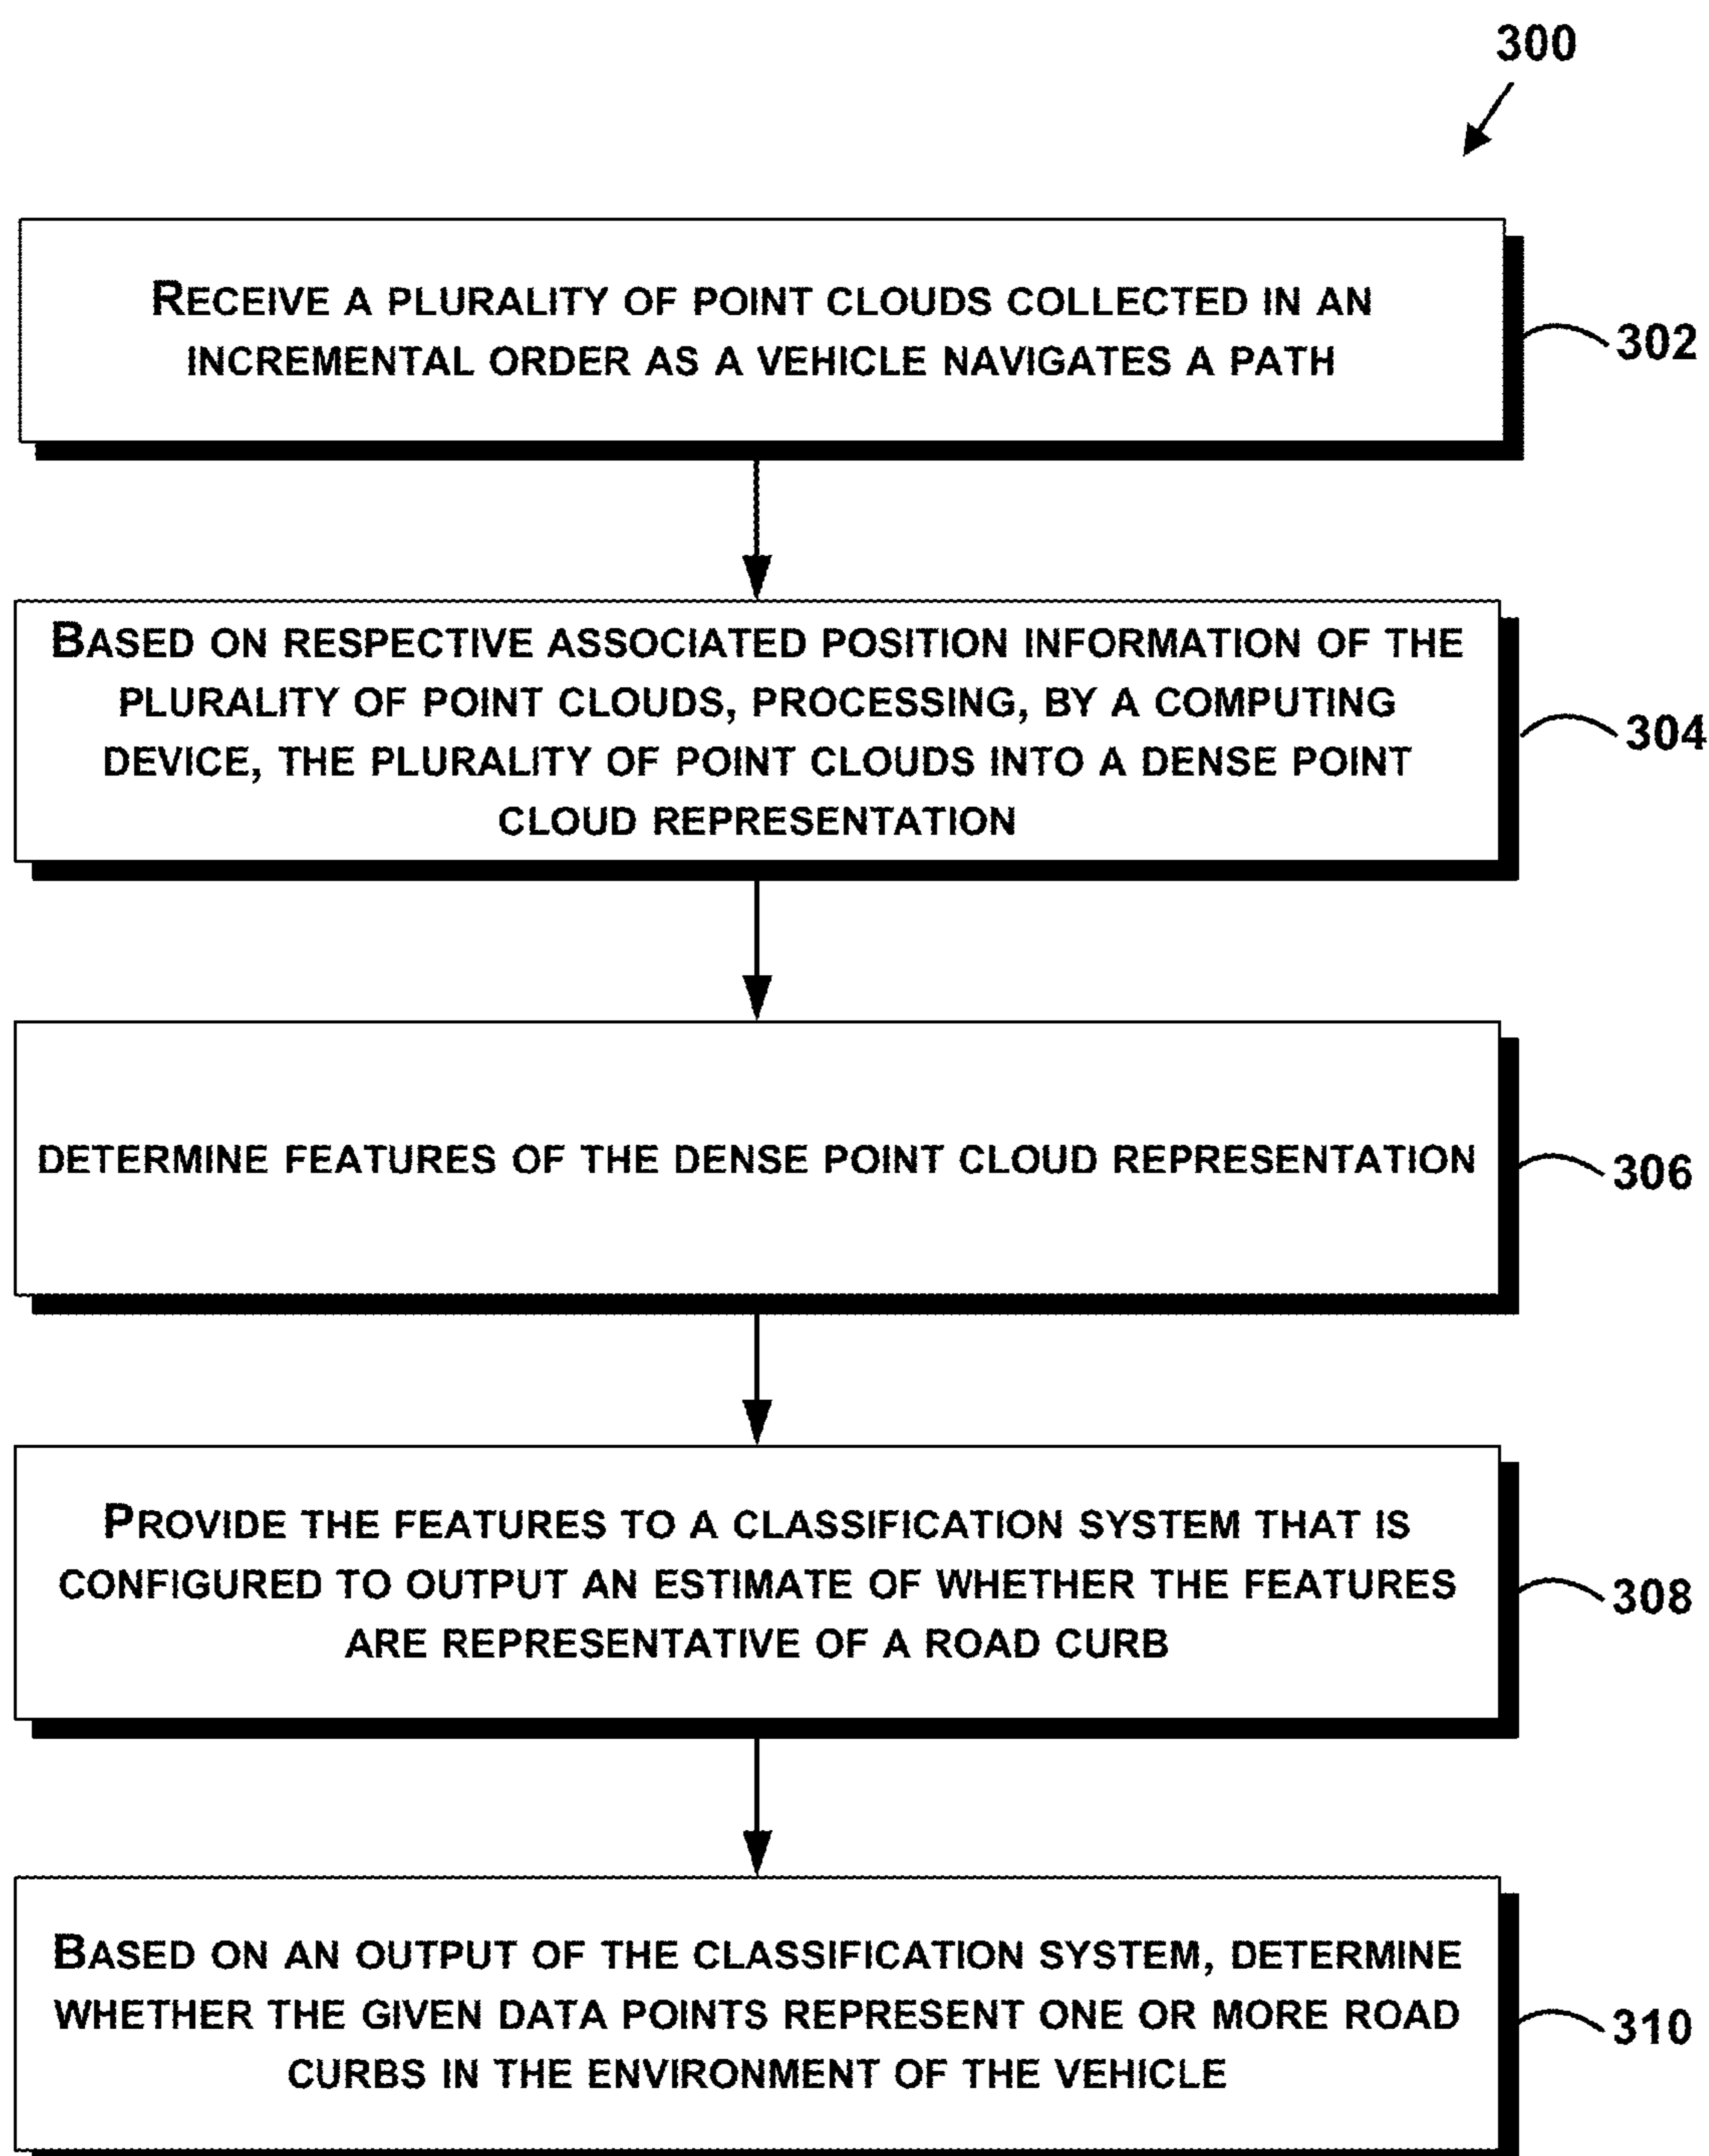 300
RECEIVE A PLURALITY OF POINT CLOUDS COLLECTED IN AN
INCREMENTAL ORDER AS A VEHICLE NAVIGATES A PATH
302
BASED ON RESPECTIVE ASSOCIATED POSITION INFORMATION OF THE
PLURALITY OF POINT CLOUDS, PROCESSING, BY A COMPUTING
DEVICE, THE PLURALITY OF POINT CLOUDS INTO A DENSE POINT
CLOUD REPRESENTATION
304
DETERMINE FEATURES OF THE DENSE POINT CLOUD REPRESENTATION
306
PROVIDE THE FEATURES TO A CLASSIFICATION SYSTEM THAT IS
CONFIGURED TO OUTPUT AN ESTIMATE OF WHETHER THE FEATURES
ARE REPRESENTATIVE OF A ROAD CURB
308
BASED ON AN OUTPUT OF THE CLASSIFICATION SYSTEM, DETERMINE
WHETHER THE GIVEN DATA POINTS REPRESENT ONE OR MORE ROAD
CURBS IN THE ENVIRONMENT OF THE VEHICLE
310